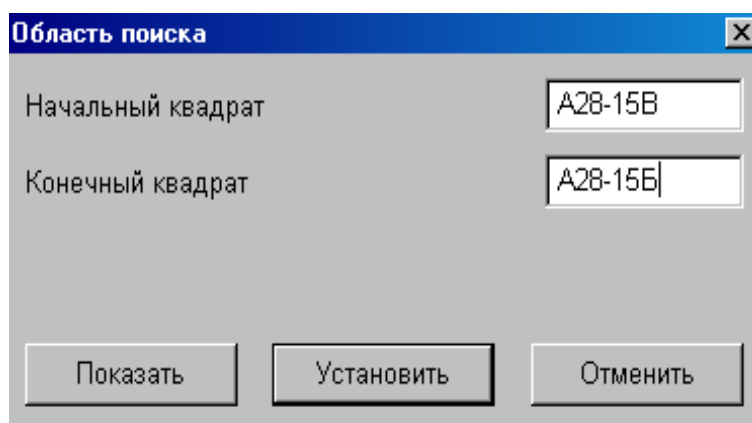 Область поиска
Начальный квадрат А28-15В
Конечный квадрат А28-15Б
Показать Установить Отменить